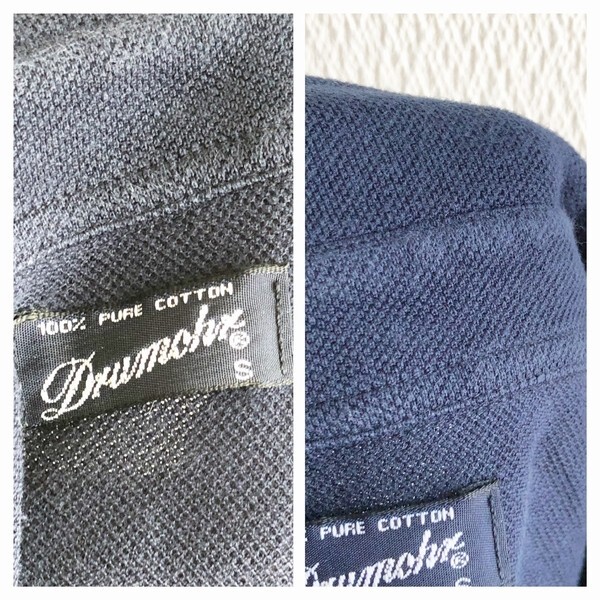 100% PURE COTTON
Drumohr®
S
PURE COTTON
Drumohr®
S